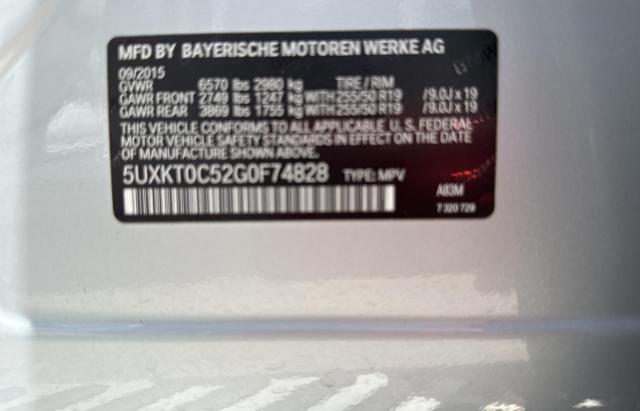 MFD BY BAYERISCHE MOTOREN WERKE AG
09/2015
GVWR 6570 lbs 2980 kg TIRE / RIM
GAWR FRONT 2749 lbs 1247 kg WITH 255/50 R19 /9.0J x 19
GAWR REAR 3869 lbs 1755 kg WITH 255/50 R19 /9.0J x 19
THIS VEHICLE CONFORMS TO ALL APPLICABLE U.S. FEDERAL
MOTOR VEHICLE SAFETY STANDARDS IN EFFECT ON THE DATE
OF MANUFACTURE SHOWN ABOVE.
5UXKT0C52G0F74828 TYPE: MPV
A83M
7 320 729